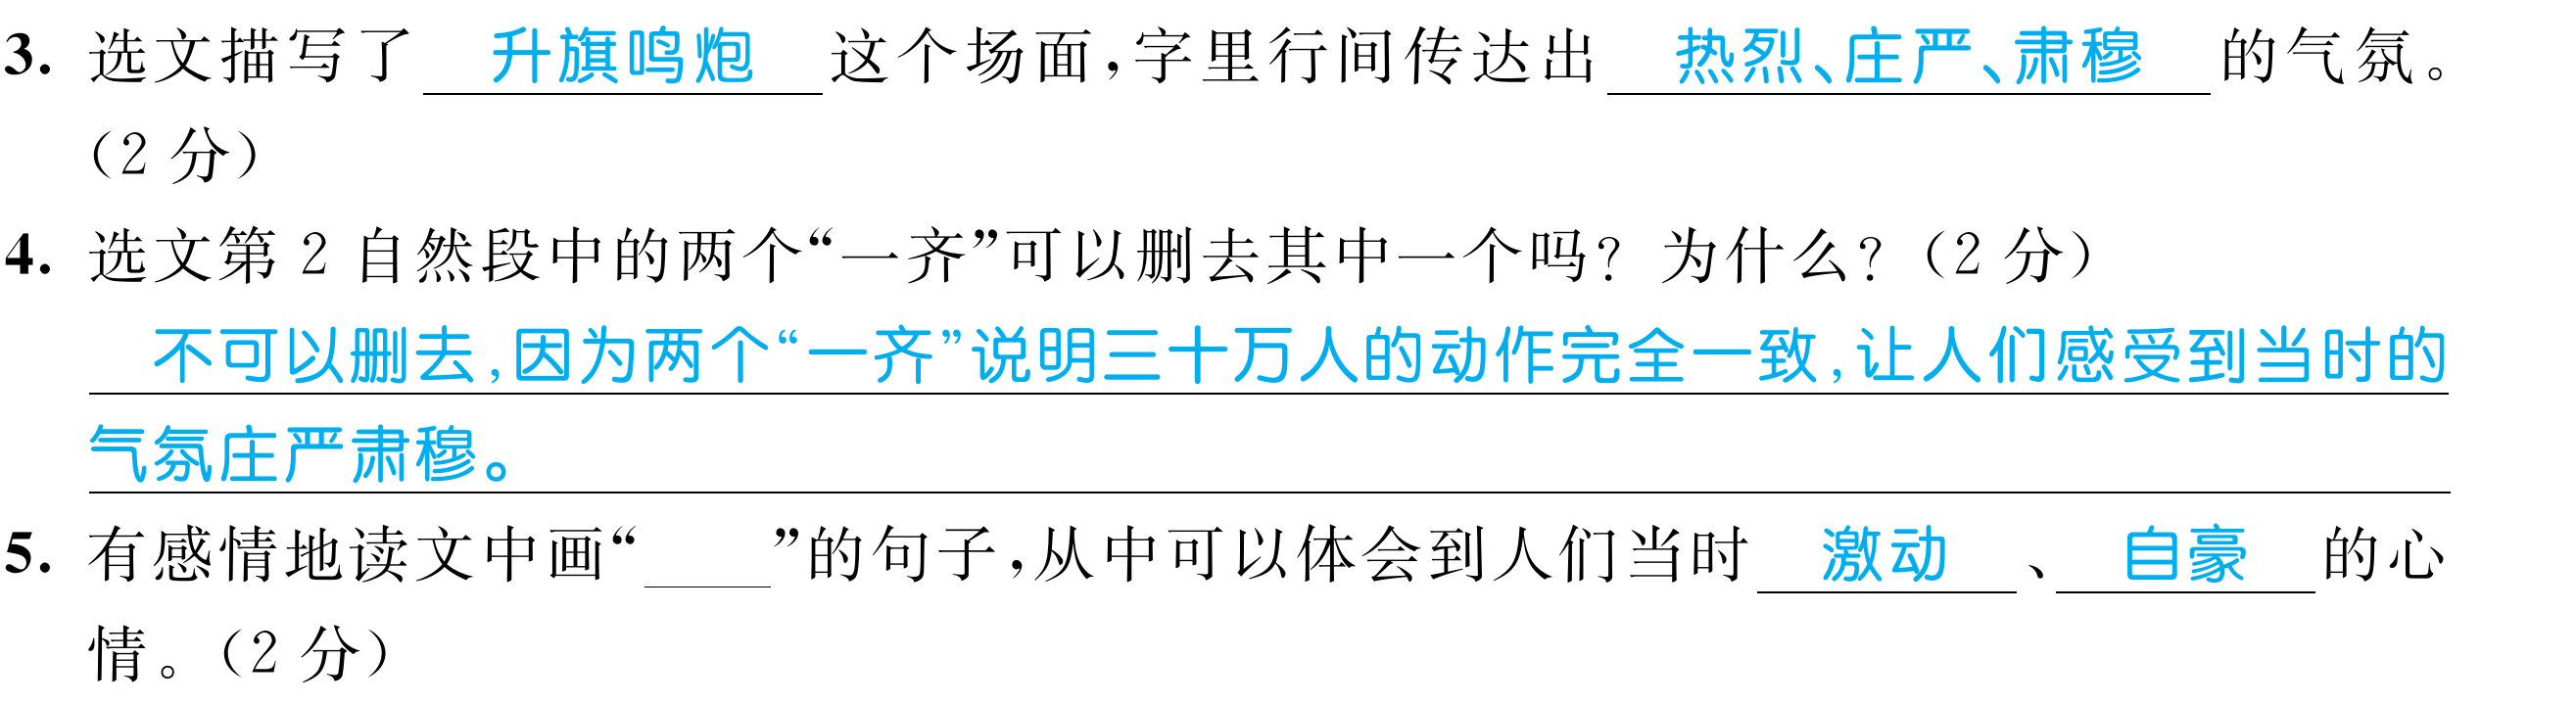 3. 选文描写了 升旗鸣炮 这个场面,字里行间传达出 热烈、庄严、肃穆 的气氛。
(2 分)
4. 选文第 2 自然段中的两个“一齐”可以删去其中一个吗? 为什么?(2 分)
不可以删去,因为两个“一齐”说明三十万人的动作完全一致,让人们感受到当时的
气氛庄严肃穆。
5. 有感情地读文中画“____”的句子,从中可以体会到人们当时 激动 、 自豪 的心
情。(2 分)